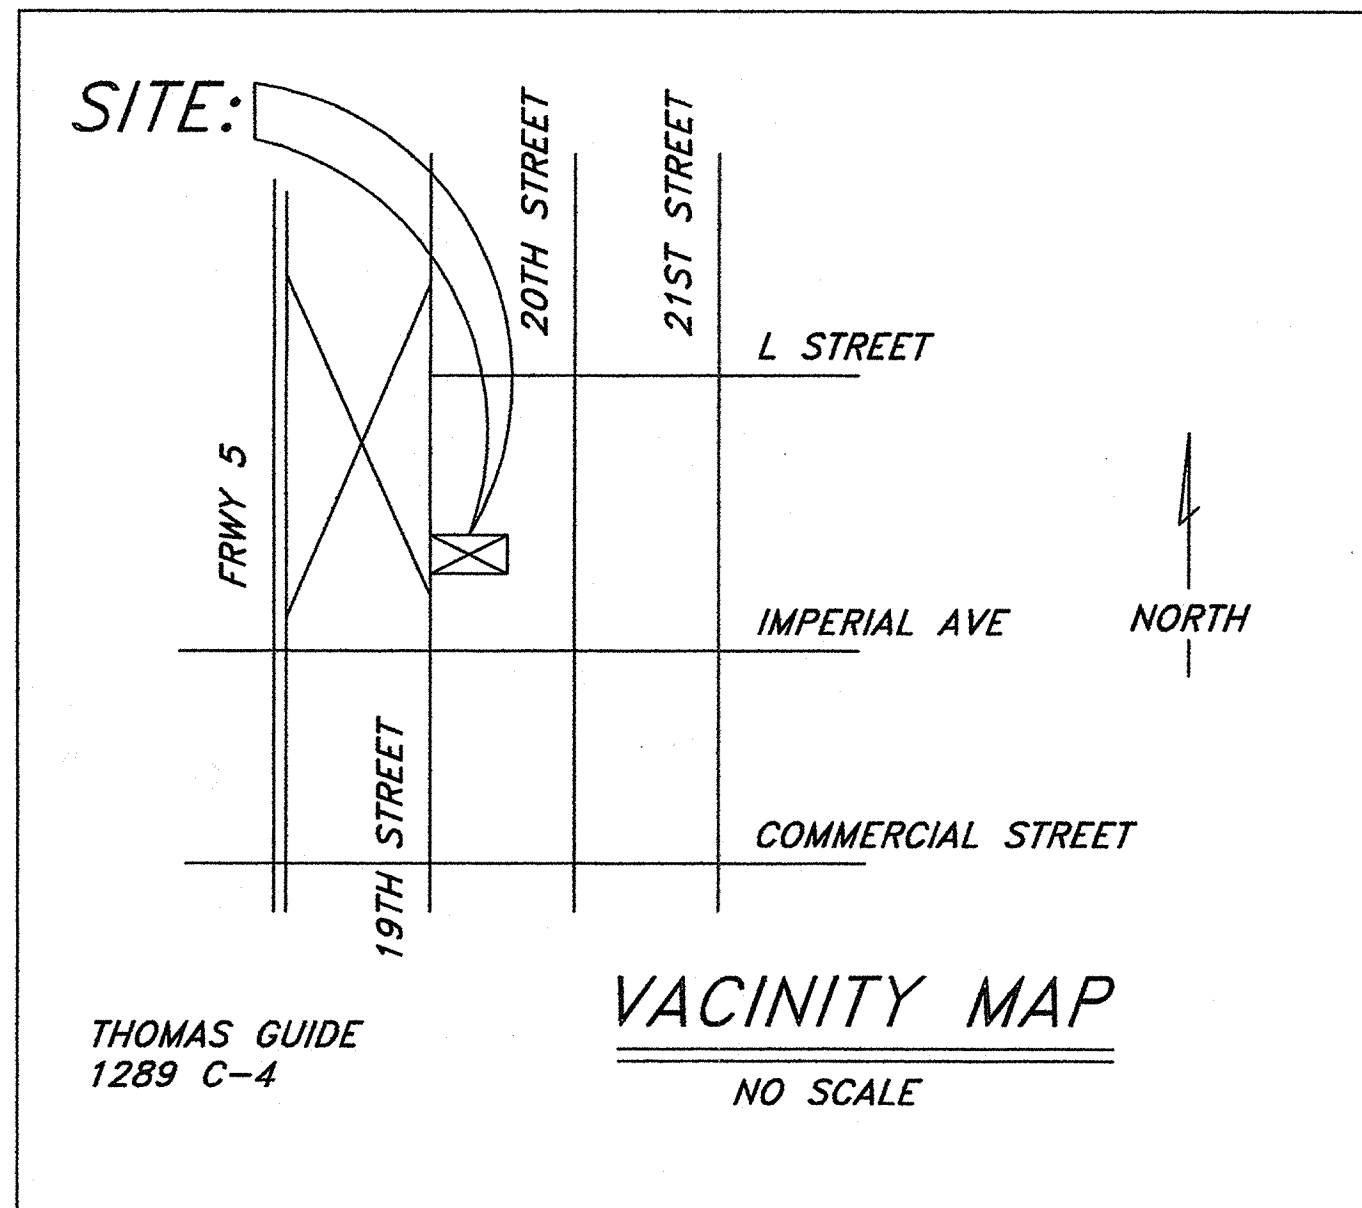 SITE:
20TH STREET
21ST STREET
L STREET
FRWY 5
IMPERIAL AVE
NORTH
19TH STREET
COMMERCIAL STREET
VACINITY MAP
NO SCALE
THOMAS GUIDE
1289 C-4